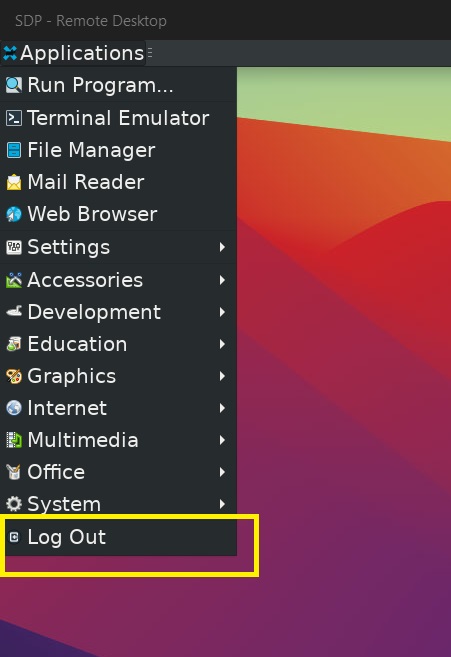 SDP - Remote Desktop
Applications
Run Program...
Terminal Emulator
File Manager
Mail Reader
Web Browser
Settings
Accessories
Development
Education
Graphics
Internet
Multimedia
Office
System
Log Out